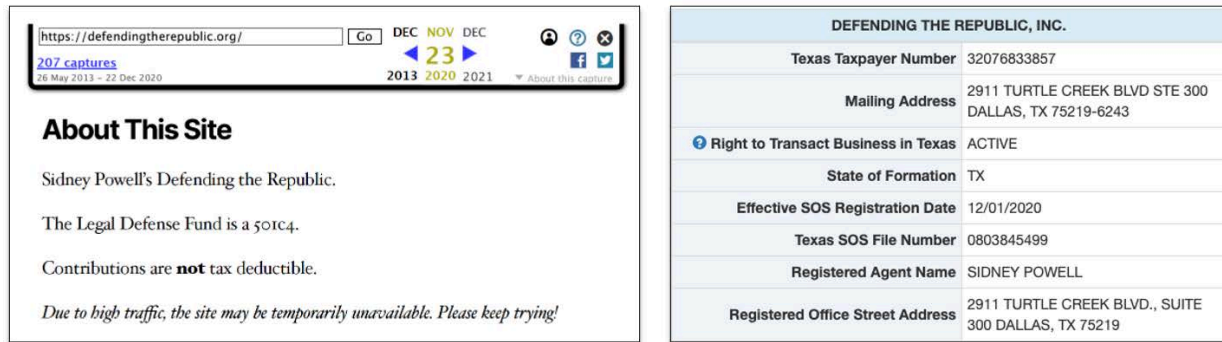 https://defendingtherepublic.org/ Go DEC NOV DEC
207 captures 23
26 May 2013 – 22 Dec 2020 2013 2020 2021 ▼ About this capture
About This Site
Sidney Powell's Defending the Republic.
The Legal Defense Fund is a 501c4.
Contributions are not tax deductible.
Due to high traffic, the site may be temporarily unavailable. Please keep trying!
DEFENDING THE REPUBLIC, INC.
Texas Taxpayer Number 32076833857
Mailing Address 2911 TURTLE CREEK BLVD STE 300
DALLAS, TX 75219-6243
Right to Transact Business in Texas ACTIVE
State of Formation TX
Effective SOS Registration Date 12/01/2020
Texas SOS File Number 0803845499
Registered Agent Name SIDNEY POWELL
Registered Office Street Address 2911 TURTLE CREEK BLVD., SUITE
300 DALLAS, TX 75219